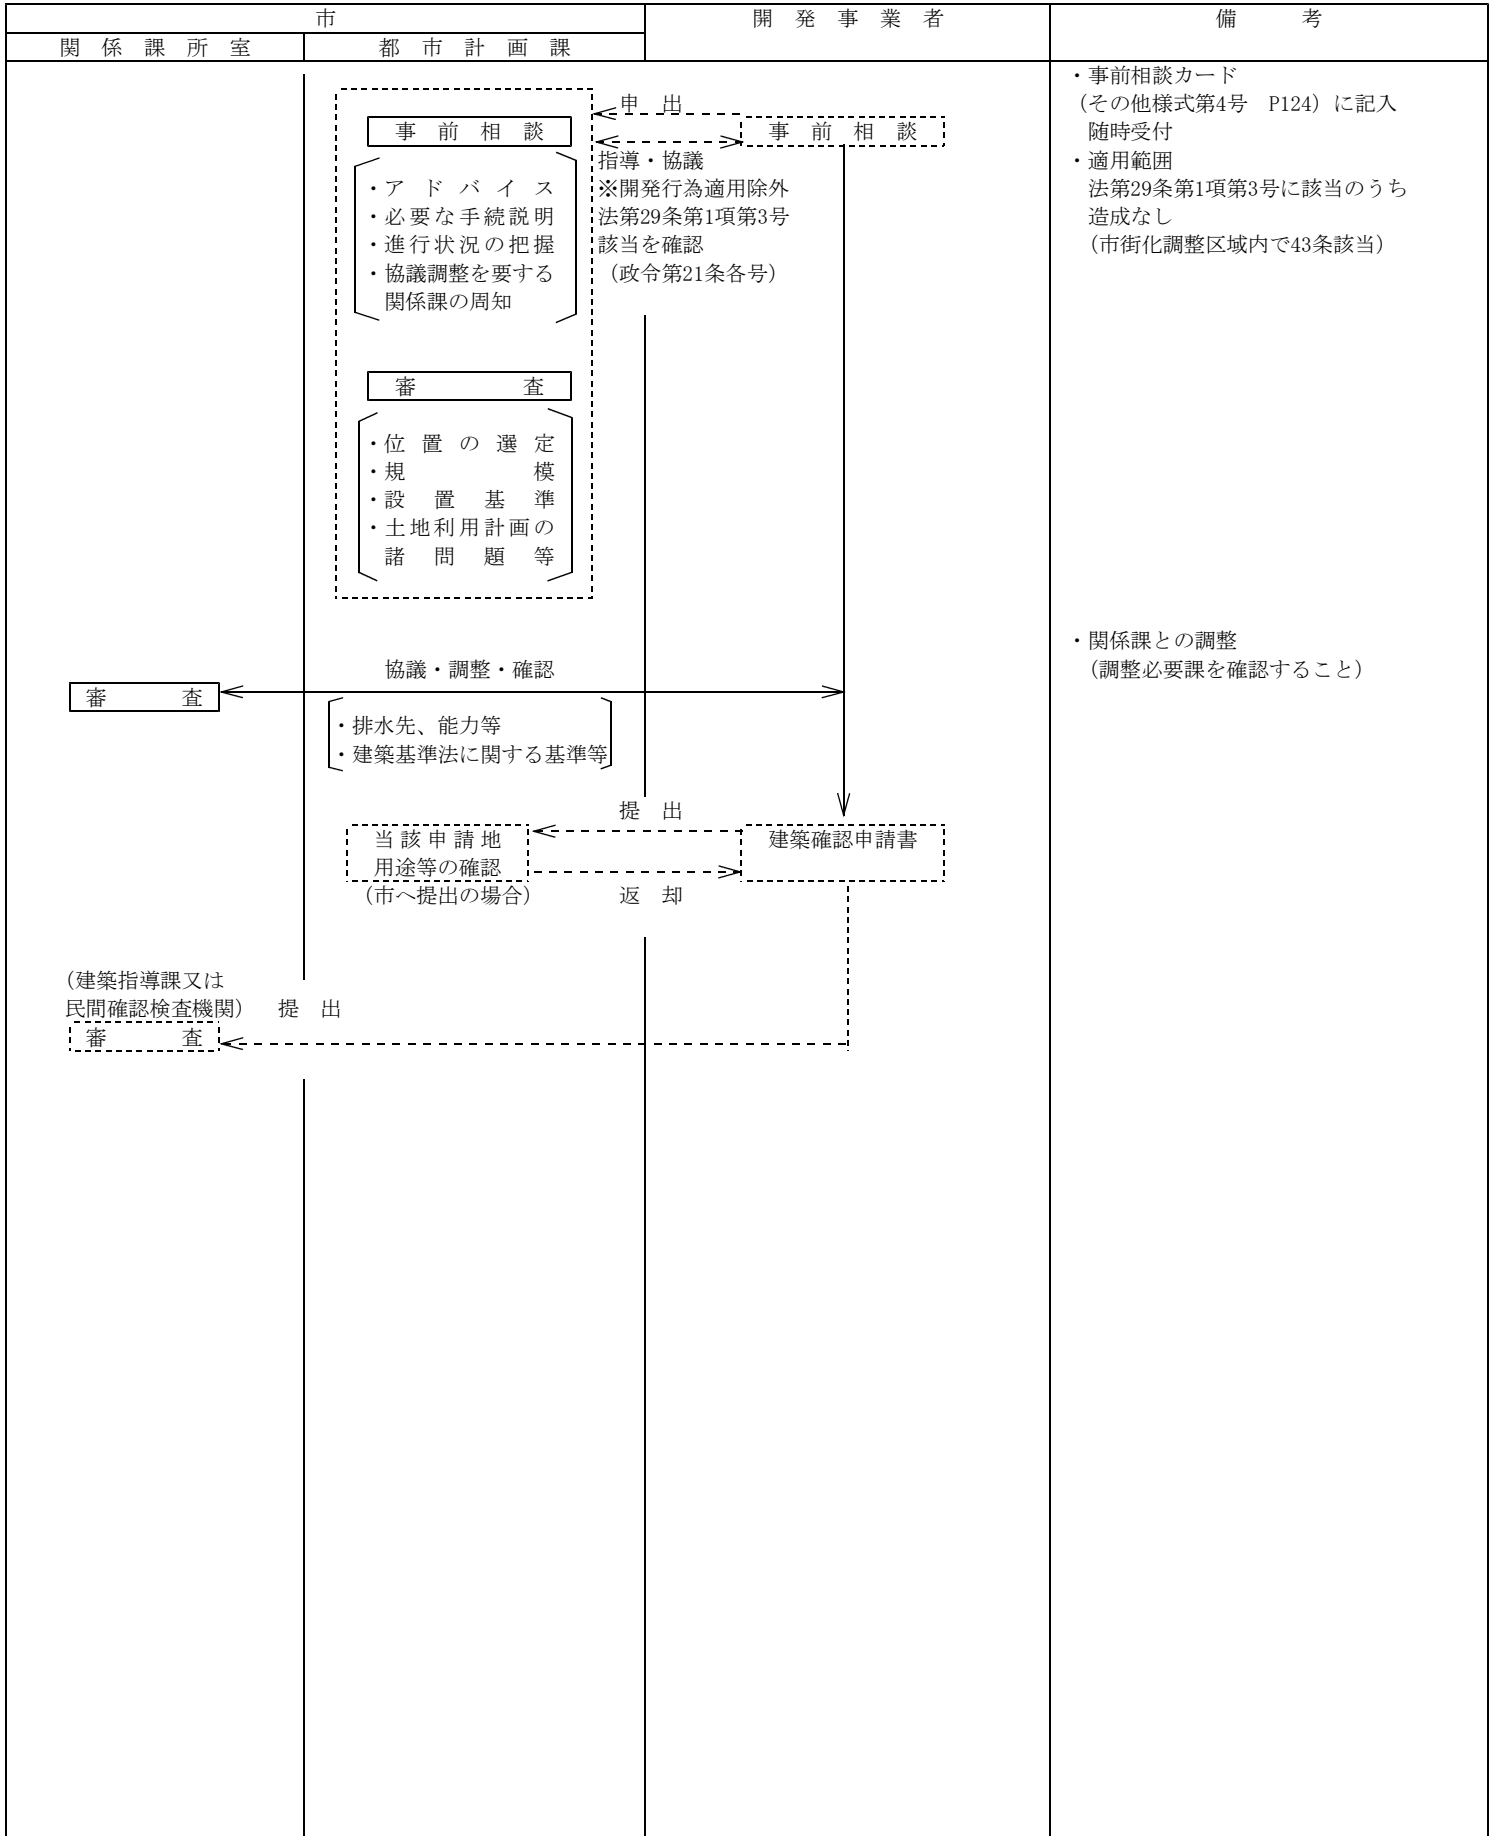 市
開発事業者
備考
関係課所室
都市計画課
・事前相談カード
（その他様式第4号　P124）に記入
随時受付
・適用範囲
法第29条第1項第3号に該当のうち
造成なし
（市街化調整区域内で43条該当）
申出
事前相談
事前相談
指導・協議
※開発行為適用除外
法第29条第1項第3号
該当を確認
（政令第21条各号）
・アドバイス
・必要な手続説明
・進行状況の把握
・協議調整を要する
関係課の周知
審査
・位置の選定
・規模
・設置基準
・土地利用計画の
諸問題等
・関係課との調整
（調整必要課を確認すること）
協議・調整・確認
審査
・排水先、能力等
・建築基準法に関する基準等
提出
当該申請地
用途等の確認
（市へ提出の場合）
建築確認申請書
返却
（建築指導課又は
民間確認検査機関）
提出
審査